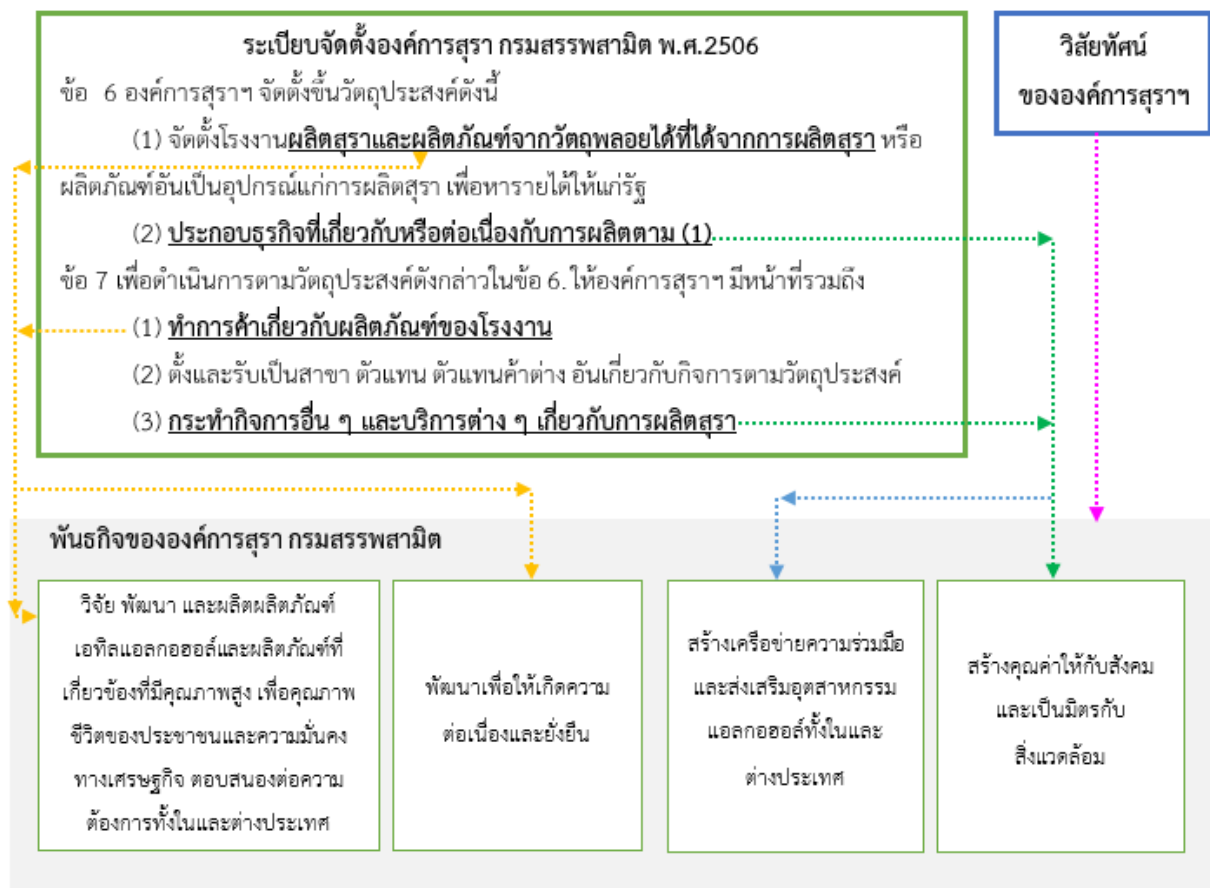 ระเบียบจัดตั้งองค์การสุรา กรมสรรพสามิต พ.ศ.2506
ข้อ 6 องค์การสุราฯ จัดตั้งขึ้นวัตถุประสงค์ดังนี้
(1) จัดตั้งโรงงานผลิตสุราและผลิตภัณฑ์จากวัตถุพลอยได้ที่ได้จากการผลิตสุรา หรือ
ผลิตภัณฑ์อันเป็นอุปกรณ์แก่การผลิตสุรา เพื่อหารายได้ให้แก่รัฐ
(2) ประกอบธุรกิจที่เกี่ยวกับหรือต่อเนื่องกับการผลิตตาม (1)
ข้อ 7 เพื่อดำเนินการตามวัตถุประสงค์ดังกล่าวในข้อ 6. ให้องค์การสุราฯ มีหน้าที่รวมถึง
(1) ทำการค้าเกี่ยวกับผลิตภัณฑ์ของโรงงาน
(2) ตั้งและรับเป็นสาขา ตัวแทน ตัวแทนค้าต่าง อันเกี่ยวกับกิจการตามวัตถุประสงค์
(3) กระทำกิจการอื่น ๆ และบริการต่าง ๆ เกี่ยวกับการผลิตสุรา
วิสัยทัศน์
ขององค์การสุราฯ
พันธกิจขององค์การสุรา กรมสรรพสามิต
วิจัย พัฒนา และผลิตผลิตภัณฑ์
เอทิลแอลกอฮอล์และผลิตภัณฑ์ที่
เกี่ยวข้องที่มีคุณภาพสูง เพื่อคุณภาพ
ชีวิตของประชาชนและความมั่นคง
ทางเศรษฐกิจ ตอบสนองต่อความ
ต้องการทั้งในและต่างประเทศ
พัฒนาเพื่อให้เกิดความ
ต่อเนื่องและยั่งยืน
สร้างเครือข่ายความร่วมมือ
และส่งเสริมอุตสาหกรรม
แอลกอฮอล์ทั้งในและ
ต่างประเทศ
สร้างคุณค่าให้กับสังคม
และเป็นมิตรกับ
สิ่งแวดล้อม